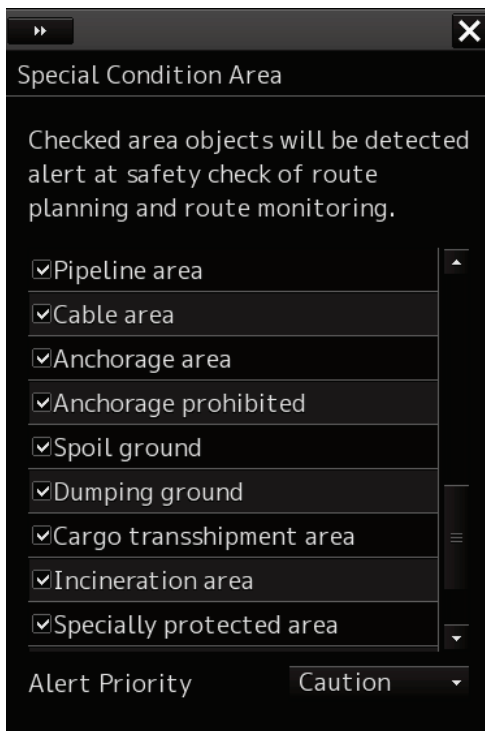 Special Condition Area
Checked area objects will be detected
alert at safety check of route
planning and route monitoring.
Pipeline area
Cable area
Anchorage area
Anchorage prohibited
Spoil ground
Dumping ground
Cargo transshipment area
Incineration area
Specially protected area
Alert Priority Caution